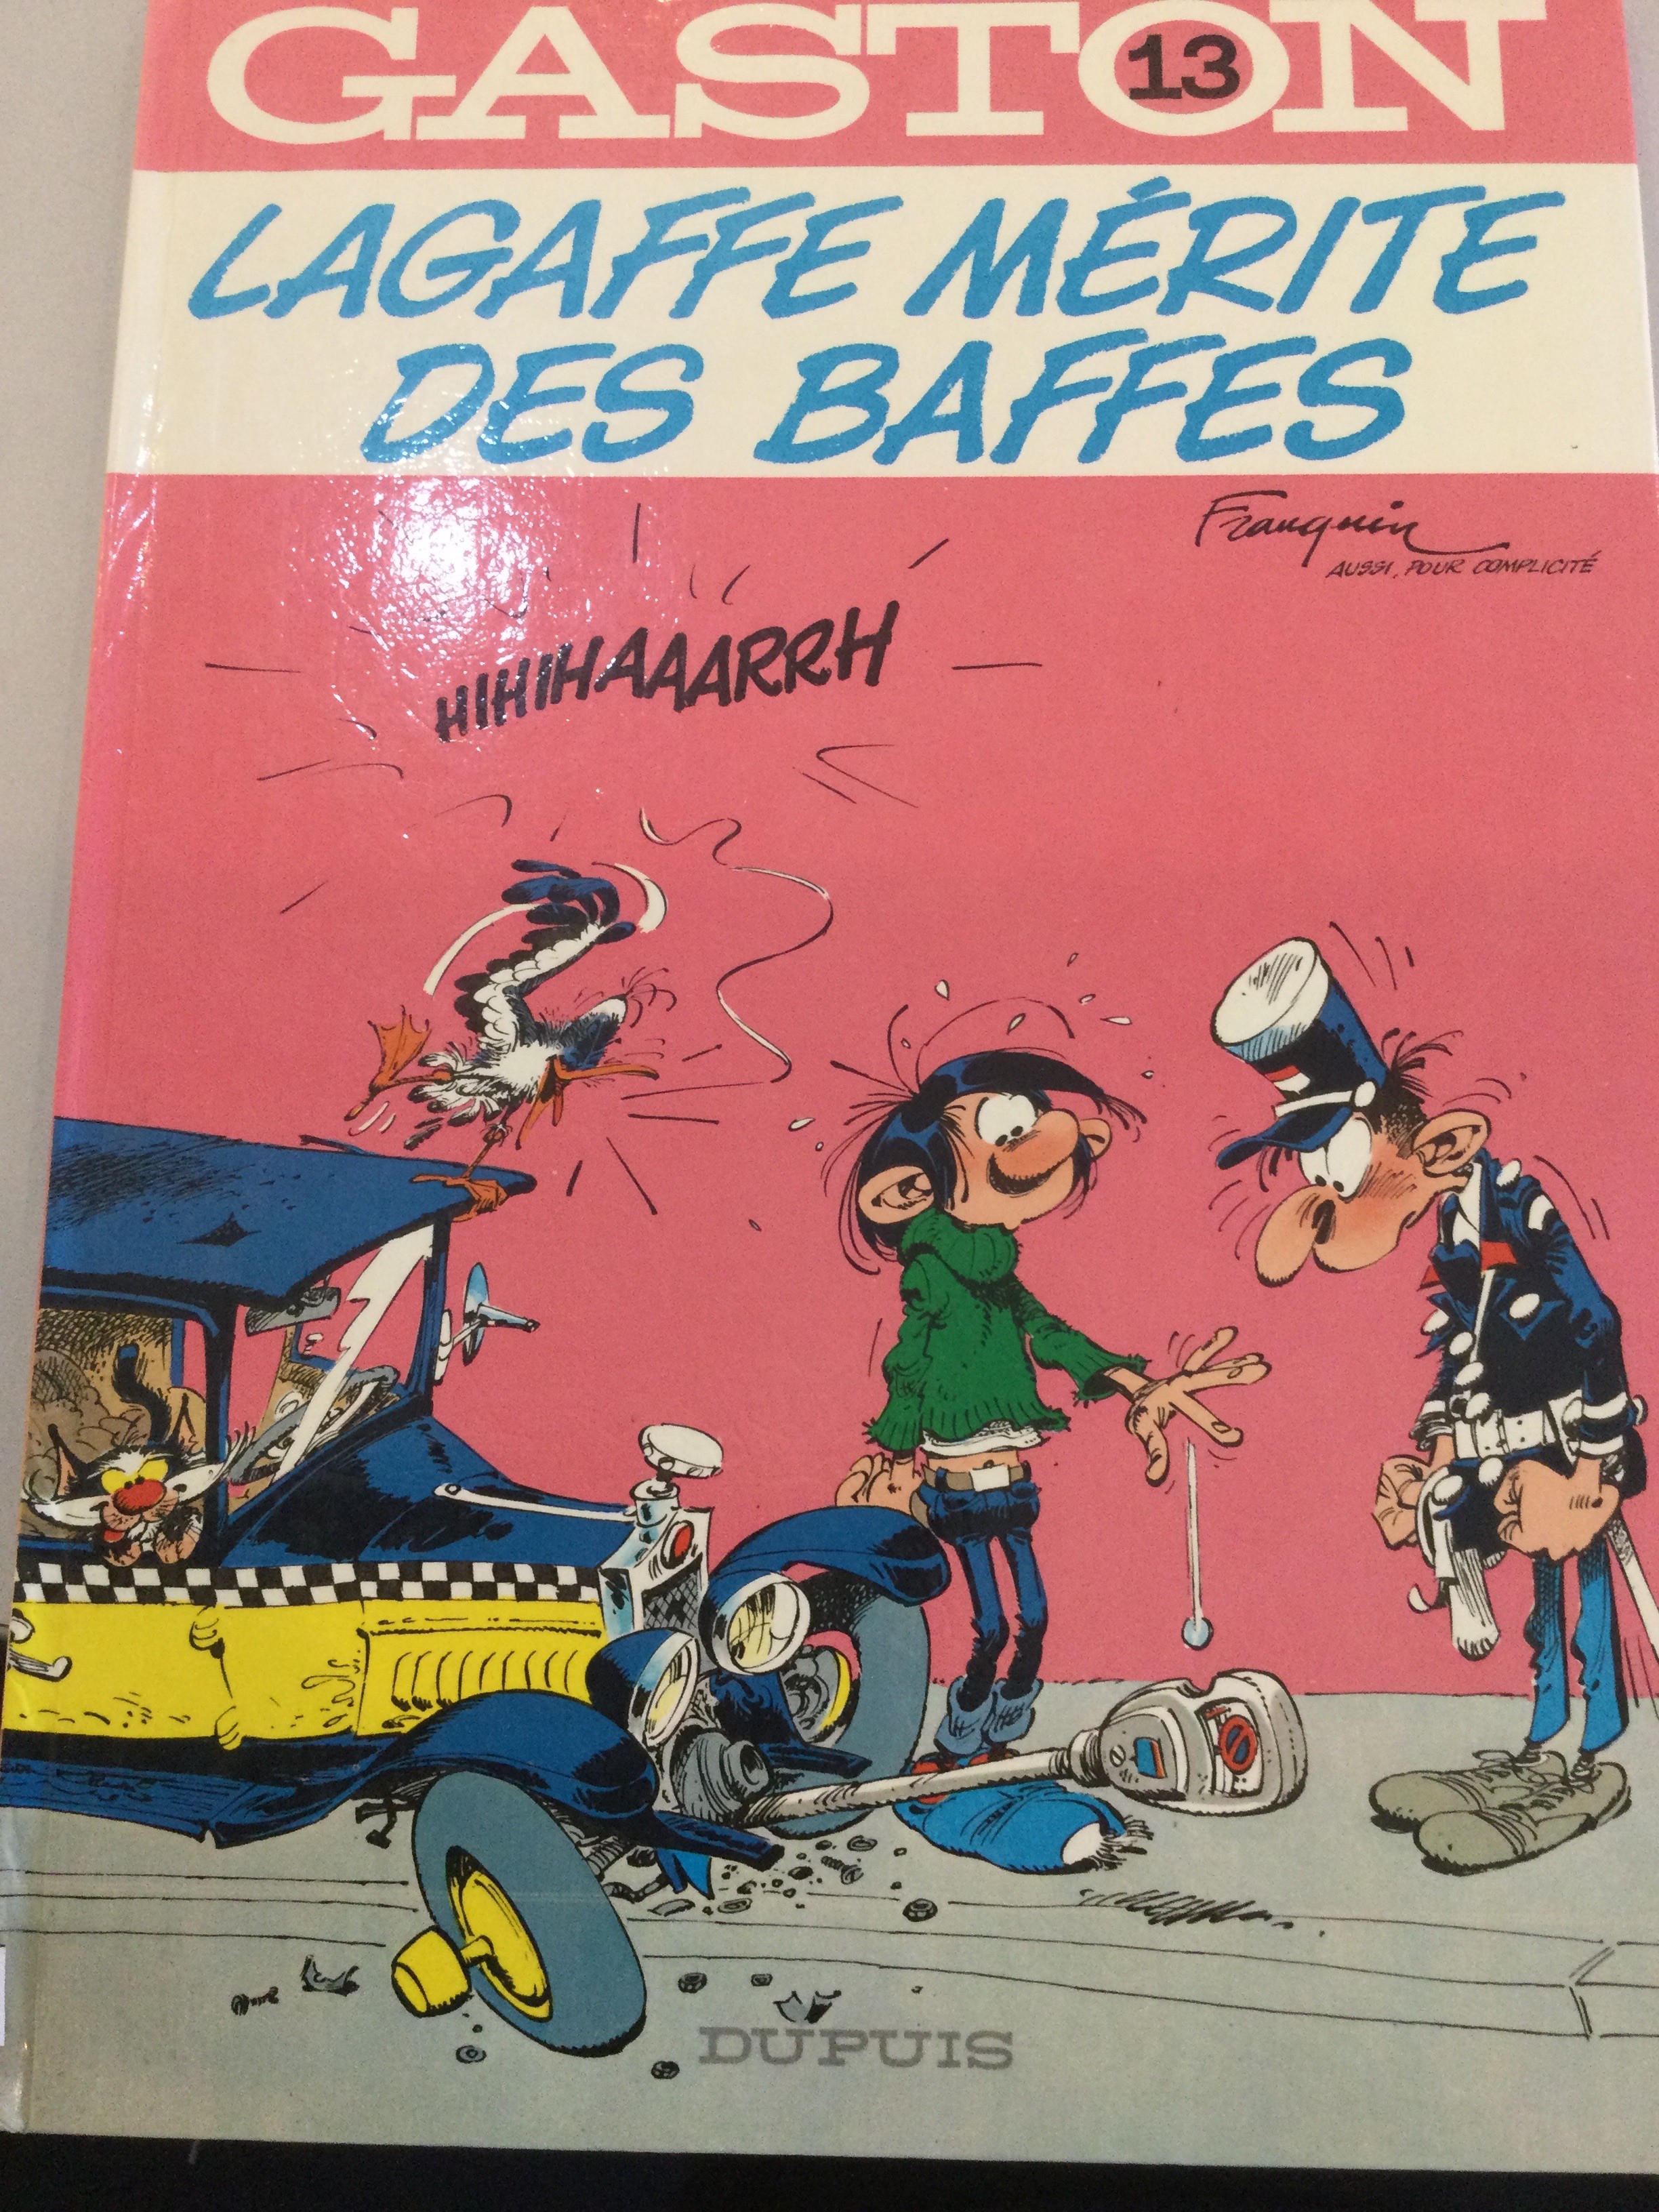 GASTON
13
LAGAFFE MÉRITE
DES BAFFES
Franquin
AUSSI, POUR COMPLICITÉ
HIHIHAAARRH
DUPUIS